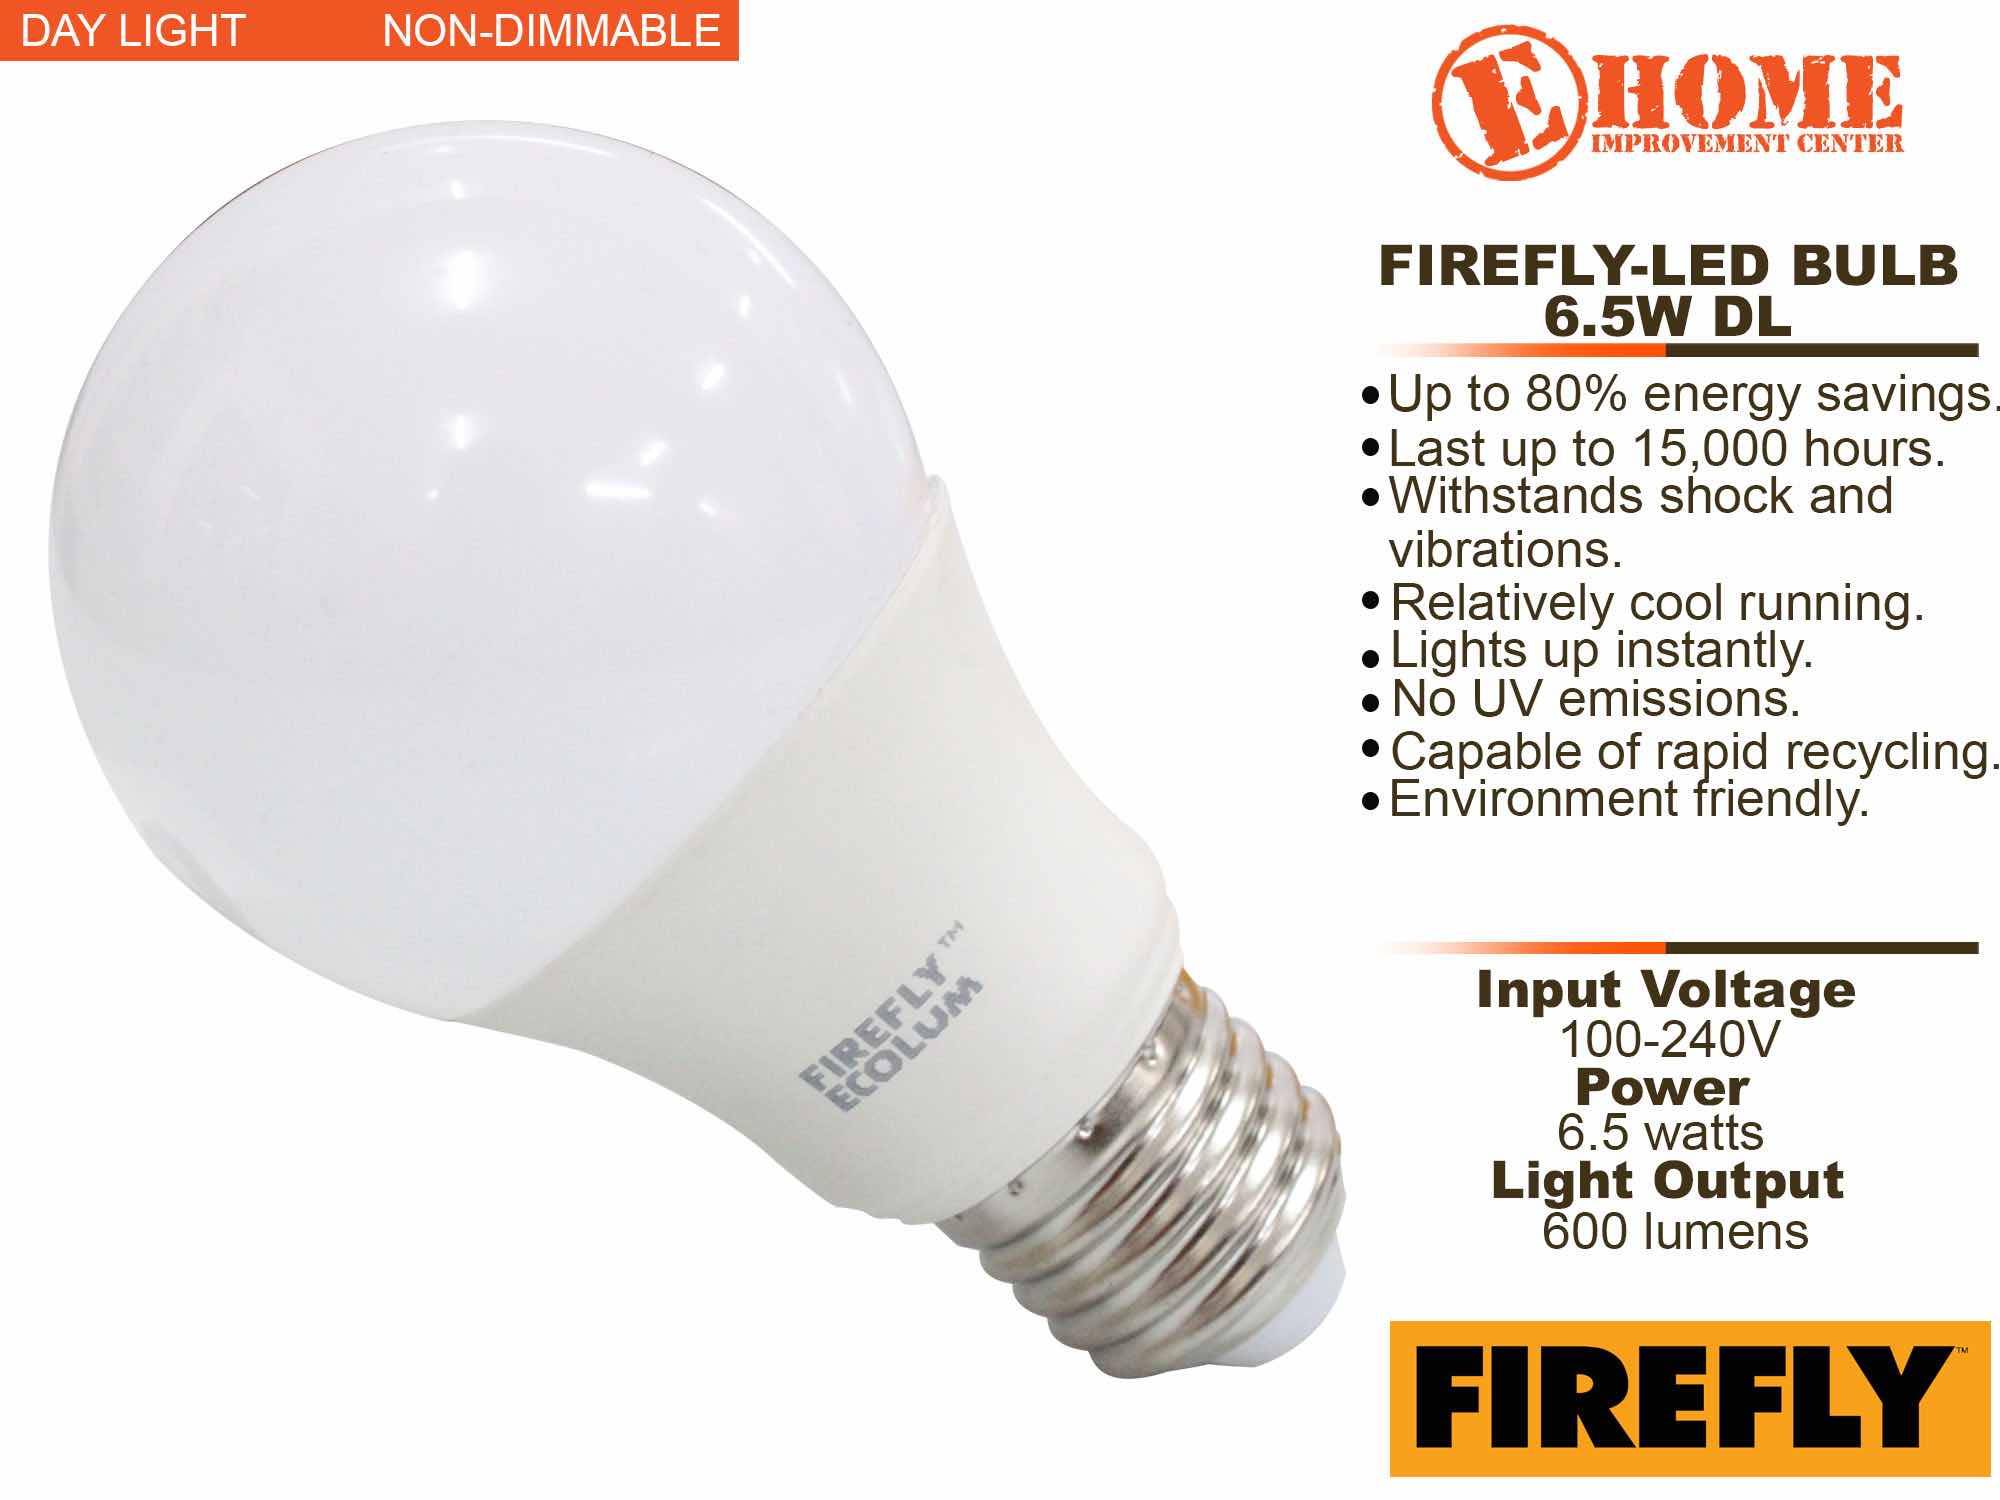 DAY LIGHT NON-DIMMABLE
E HOME
IMPROVEMENT CENTER
FIREFLY-LED BULB
6.5W DL
•Up to 80% energy savings.
•Last up to 15,000 hours.
•Withstands shock and
vibrations.
•Relatively cool running.
•Lights up instantly.
•No UV emissions.
•Capable of rapid recycling.
•Environment friendly.
FIREFLY™
ECOLUM
Input Voltage
100-240V
Power
6.5 watts
Light Output
600 lumens
FIREFLY™